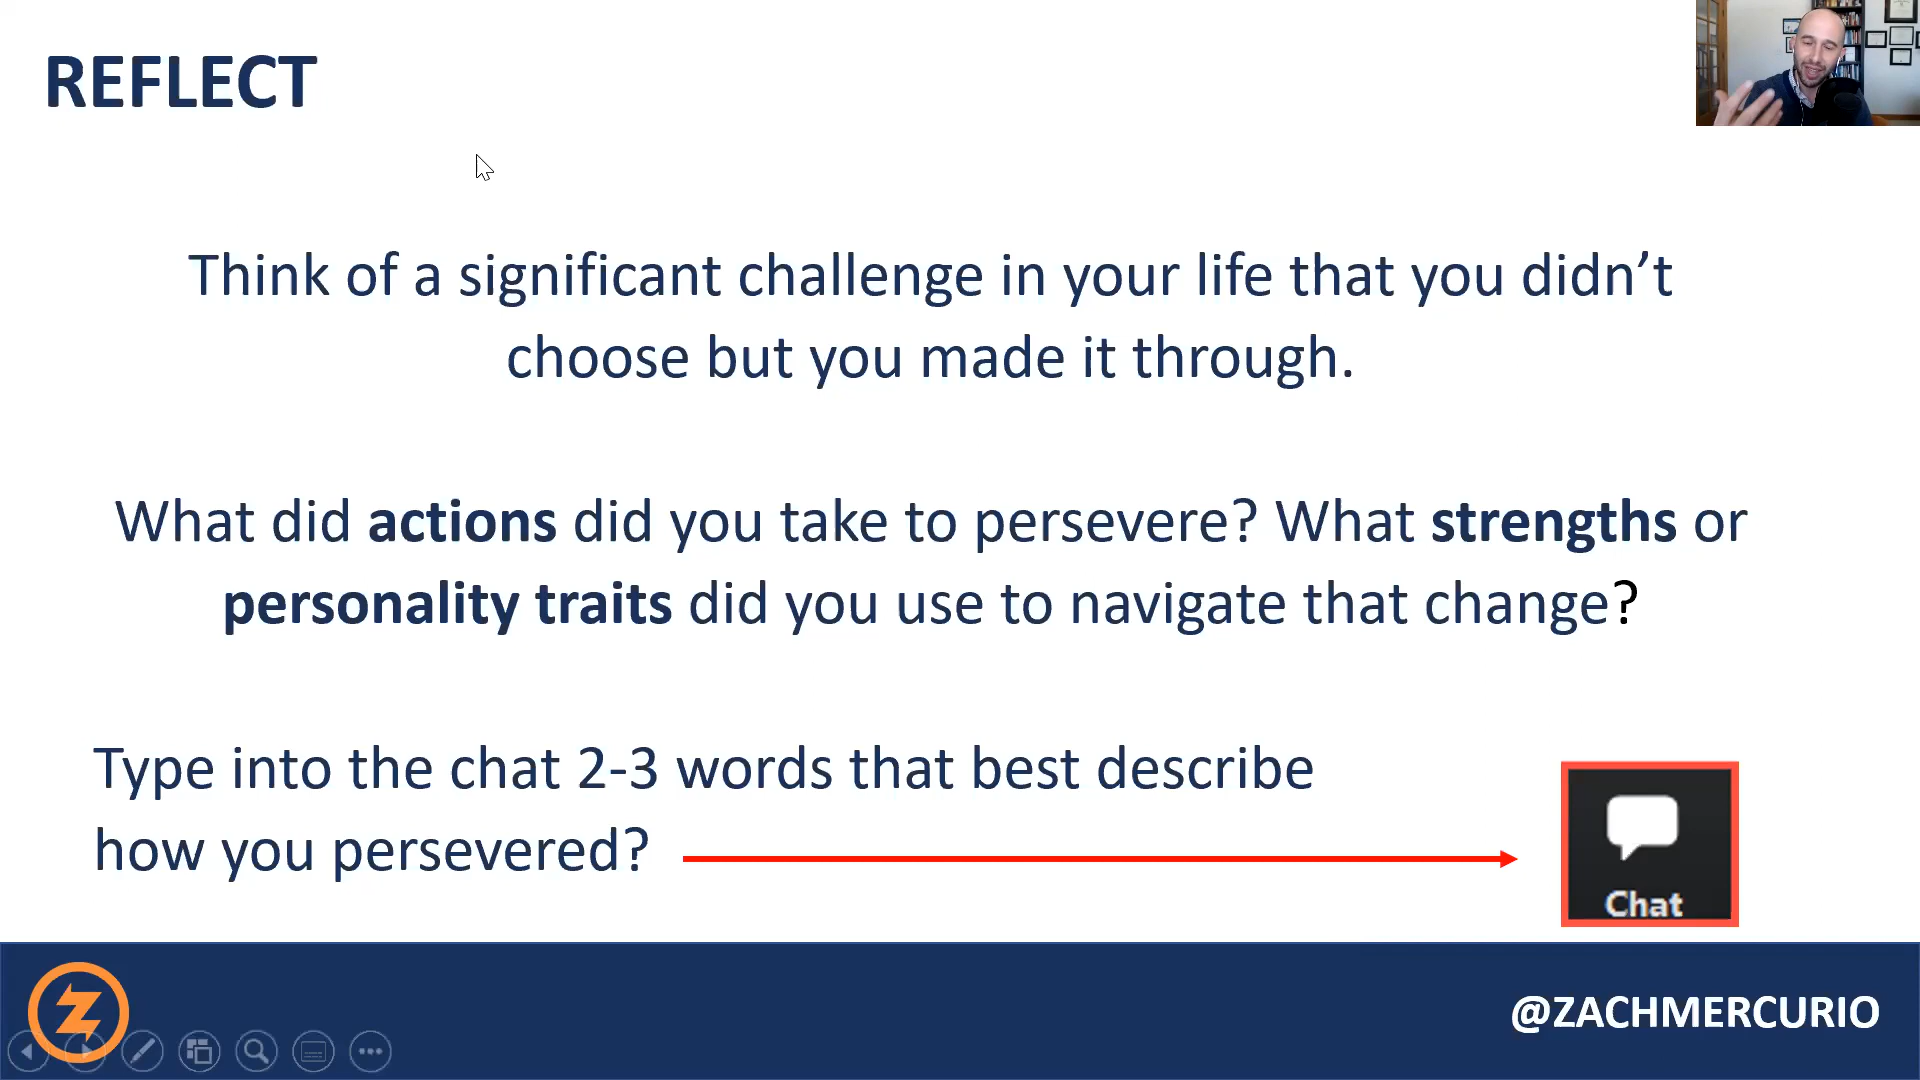 REFLECT
Think of a significant challenge in your life that you didn’t
choose but you made it through.
What did actions did you take to persevere? What strengths or
personality traits did you use to navigate that change?
Type into the chat 2-3 words that best describe
how you persevered?
Chat
@ZACHMERCURIO